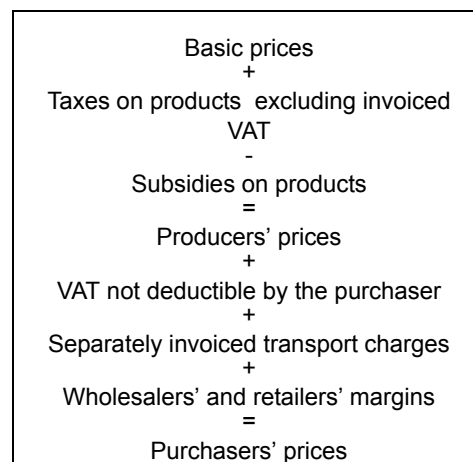 Basic prices
+
Taxes on products excluding invoiced
VAT
-
Subsidies on products
=
Producers’ prices
+
VAT not deductible by the purchaser
+
Separately invoiced transport charges
+
Wholesalers’ and retailers’ margins
=
Purchasers’ prices